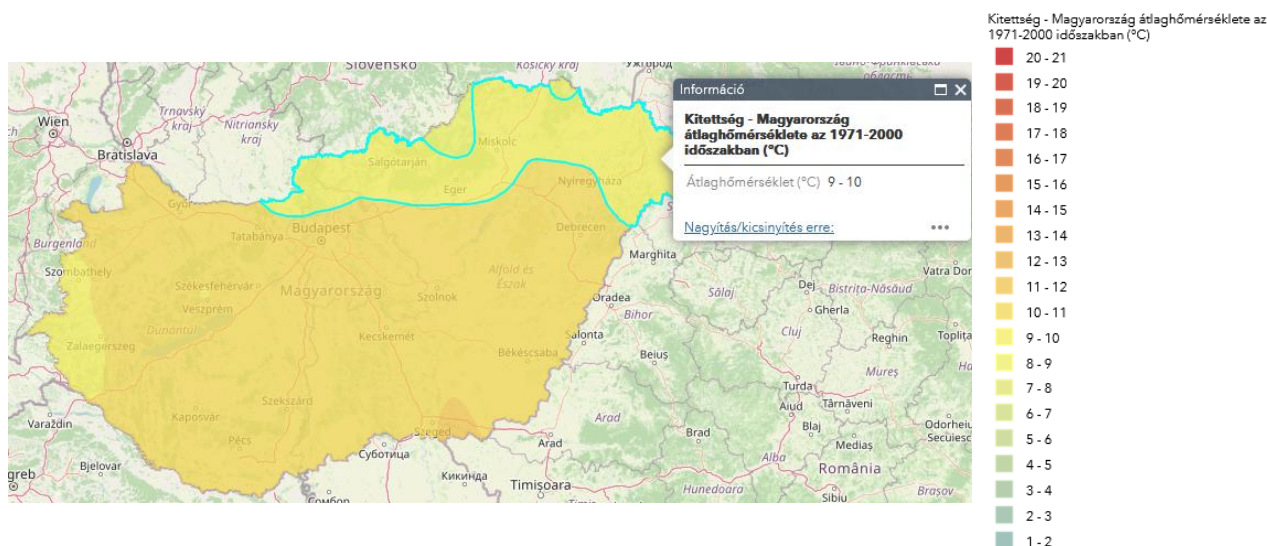 Kitettség - Magyarország átlaghőmérséklete az
1971-2000 időszakban (°C)
20 - 21
19 - 20
18 - 19
17 - 18
16 - 17
15 - 16
14 - 15
13 - 14
12 - 13
11 - 12
10 - 11
9 - 10
8 - 9
7 - 8
6 - 7
5 - 6
4 - 5
3 - 4
2 - 3
1 - 2
Információ
Kitettség - Magyarország
átlaghőmérséklete az 1971-2000
időszakban (°C)
Átlaghőmérséklet (°C) 9 - 10
Nagyítás/kicsinyítés erre:
Slovensko
Košický kraj
Ужгород
Wien
Trnavský
kraj
Nitriansky
kraj
Bratislava
Miskolc
Salgótarján
Eger
Nyíregyháza
Győr
Tatabánya
Budapest
Debrecen
Burgenland
Szombathely
Székesfehérvár
Magyarország
Alföld és
Észak
Veszprém
Szolnok
Dunántúl
Zalaegerszeg
Kecskemét
Békéscsaba
Szekszárd
Kaposvár
Szeged
Pécs
Varaždin
Bjelovar
greb
Суботица
Сомбор
Кикинда
Timișoara
Arad
Arad
Marghita
Oradea
Bihor
Salonta
Beiuș
Sălaj
Dej
Bistrița-Năsăud
Vatra Dor
Gherla
Cluj
Reghin
Toplița
Mureș
Turda
Aiud
Târnăveni
Blaj
Mediaș
Odorheiu
Secuiesc
Brad
Alba
România
Hunedoara
Sibiu
Brașov